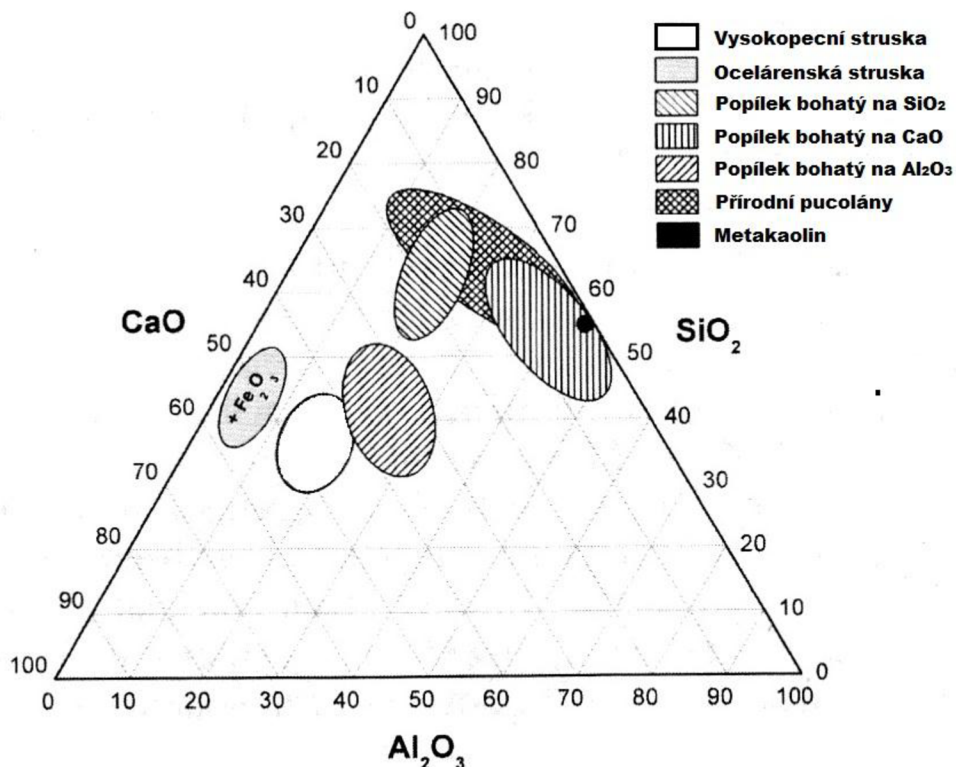 0 100
10 90
20 80
30 70
40 60
CaO SiO2
50 50
+ FeO2 3
60 40
70 30
80 20
90 10
100 0
0 10 20 30 40 50 60 70 80 90 100
Al2O3
Vysokopecní struska
Ocelárenská struska
Popílek bohatý na SiO2
Popílek bohatý na CaO
Popílek bohatý na Al2O3
Přírodní pucolány
Metakaolin